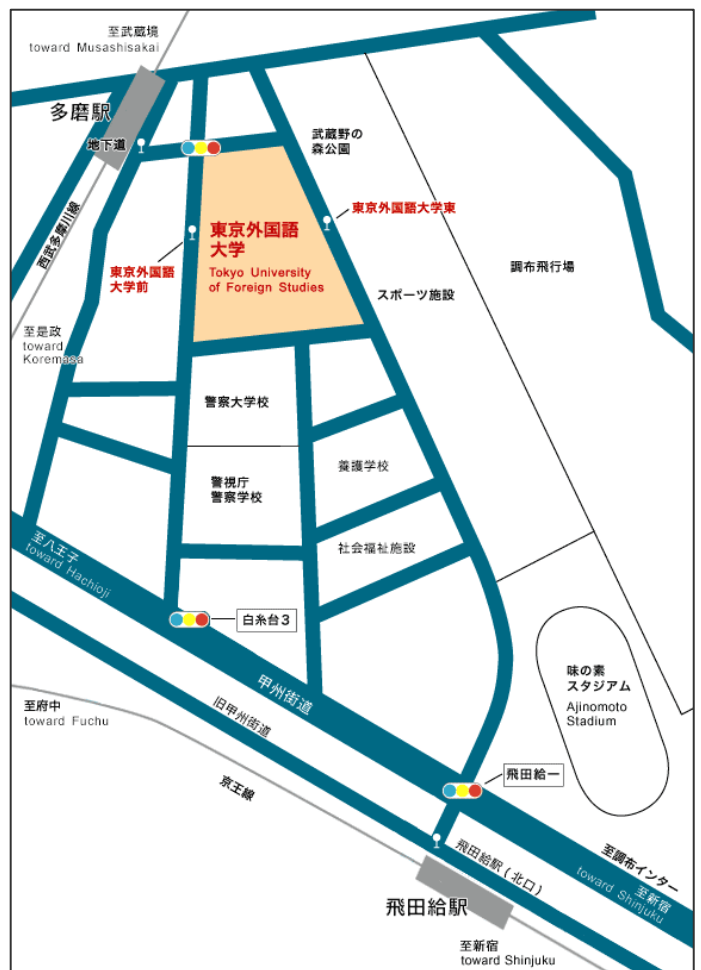 至武蔵境
toward Musashisakai
多磨駅
地下道
武蔵野の
森公園
東京外国語大学東
東京外国語
大学
Tokyo University
of Foreign Studies
東京外国語
大学前
西武多摩川線
調布飛行場
スポーツ施設
至是政
toward
Koremasa
警察大学校
養護学校
警視庁
警察学校
社会福祉施設
至八王子
toward Hachioji
白糸台3
甲州街道
味の素
スタジアム
Ajinomoto
Stadium
至府中
toward Fuchu
旧甲州街道
京王線
飛田給一
飛田給駅(北口)
至調布インター
至新宿
toward Shinjuku
飛田給駅
至新宿
toward Shinjuku